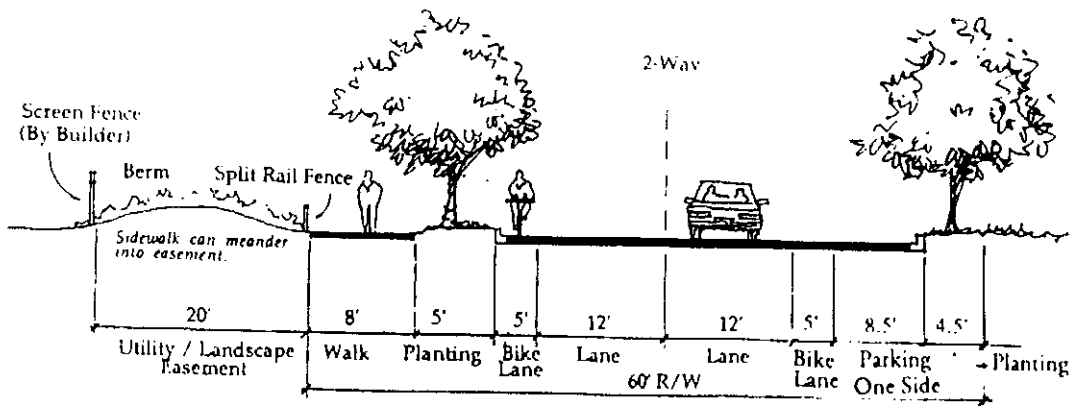 2-Way
Screen Fence
(By Builder)
Berm
Split Rail Fence
Sidewalk can meander
into easement.
20' 8' 5' 5' 12' 12' 5' 8.5' 4.5'
Utility / Landscape
Easement
Walk
Planting
Bike
Lane
Lane
Lane
Bike
Lane
Parking
One Side
Planting
60' R/W